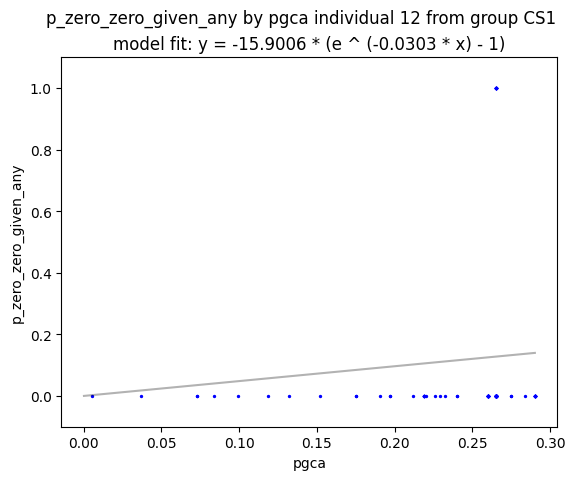 p_zero_zero_given_any by pgca individual 12 from group CS1
model fit: y = -15.9006 * (e ^ (-0.0303 * x) - 1)
1.0
0.8
0.6
0.4
0.2
0.0
p_zero_zero_given_any
0.00 0.05 0.10 0.15 0.20 0.25 0.30
pgca